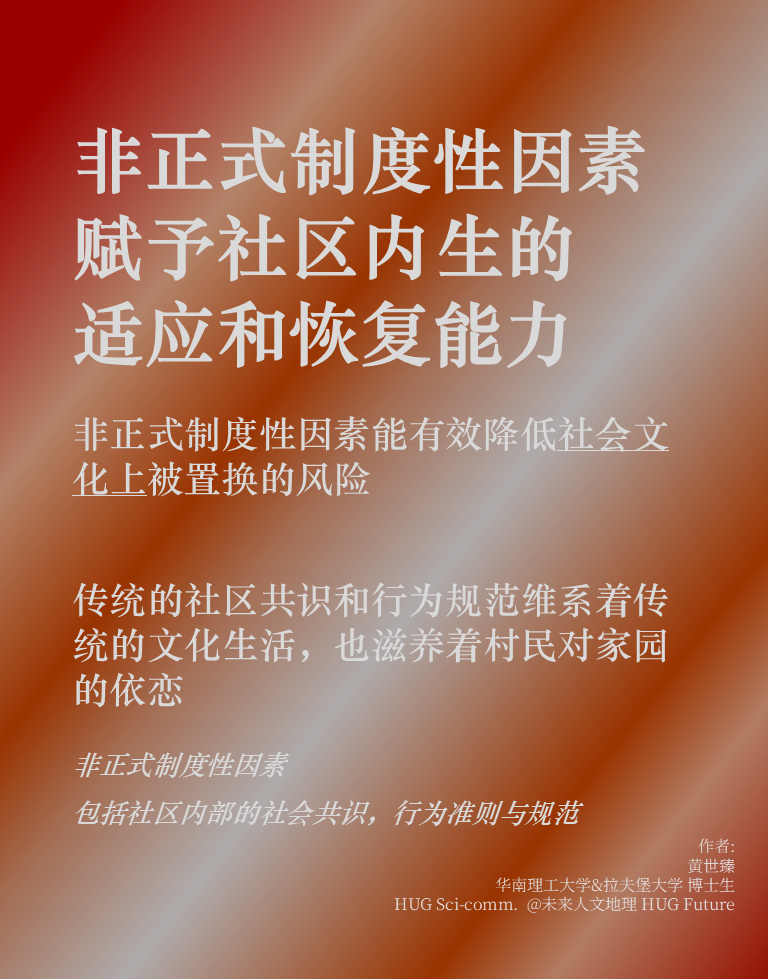 非正式制度性因素
赋予社区内生的
适应和恢复能力
非正式制度性因素能有效降低社会文
化上被置换的风险
传统的社区共识和行为规范维系着传
统的文化生活，也滋养着村民对家园
的依恋
非正式制度性因素
包括社区内部的社会共识，行为准则与规范
作者:
黄世臻
华南理工大学&拉夫堡大学 博士生
HUG Sci-comm. @未来人文地理 HUG Future